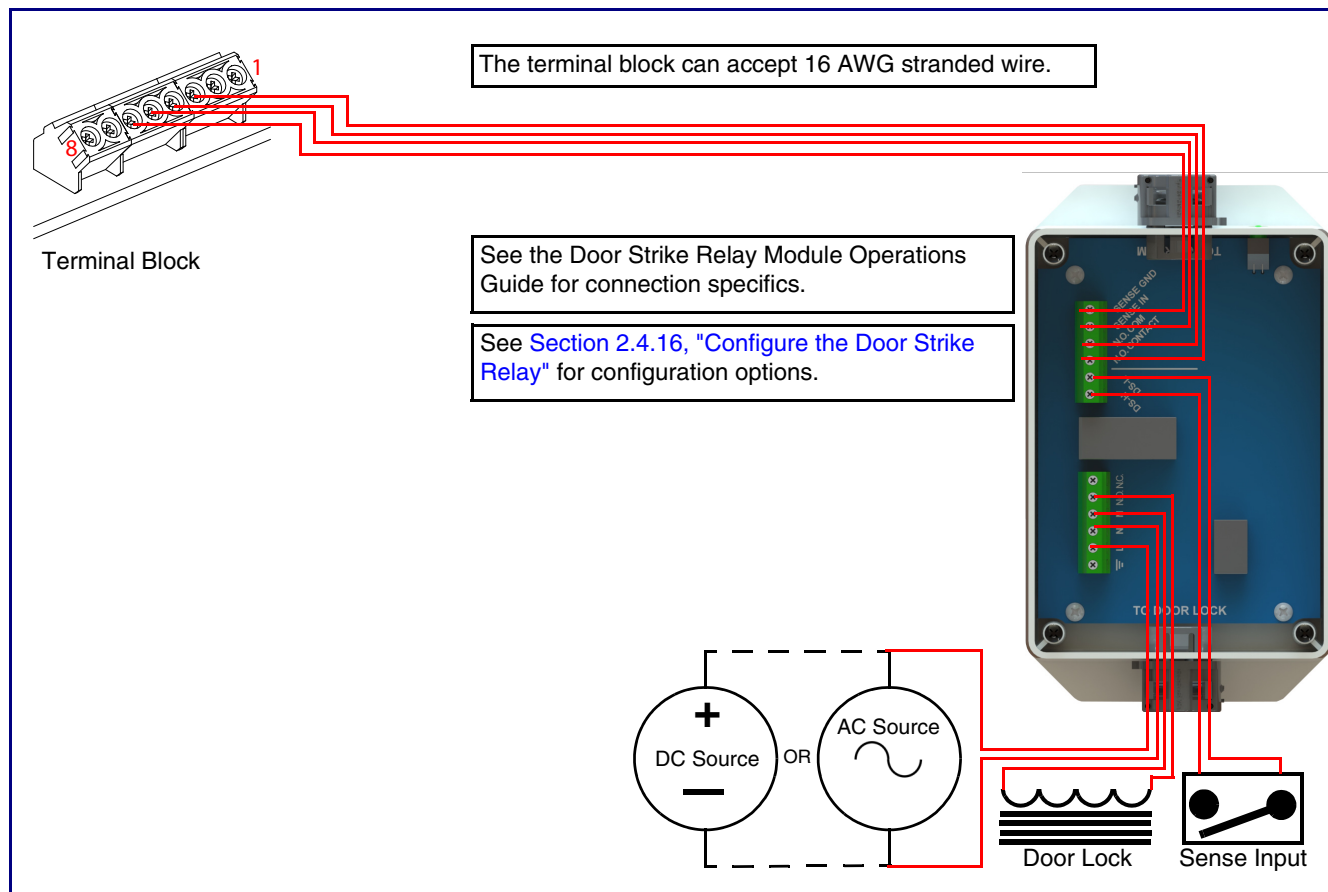 1
8
Terminal Block
The terminal block can accept 16 AWG stranded wire.
See the Door Strike Relay Module Operations
Guide for connection specifics.
See Section 2.4.16, "Configure the Door Strike
Relay" for configuration options.
SENSE GND
SENSE IN
N.O. COM
N.O. CONTACT
N.C.
N.O.
N
L
TO DOOR LOCK
+
DC Source
OR
AC Source
Door Lock
Sense Input